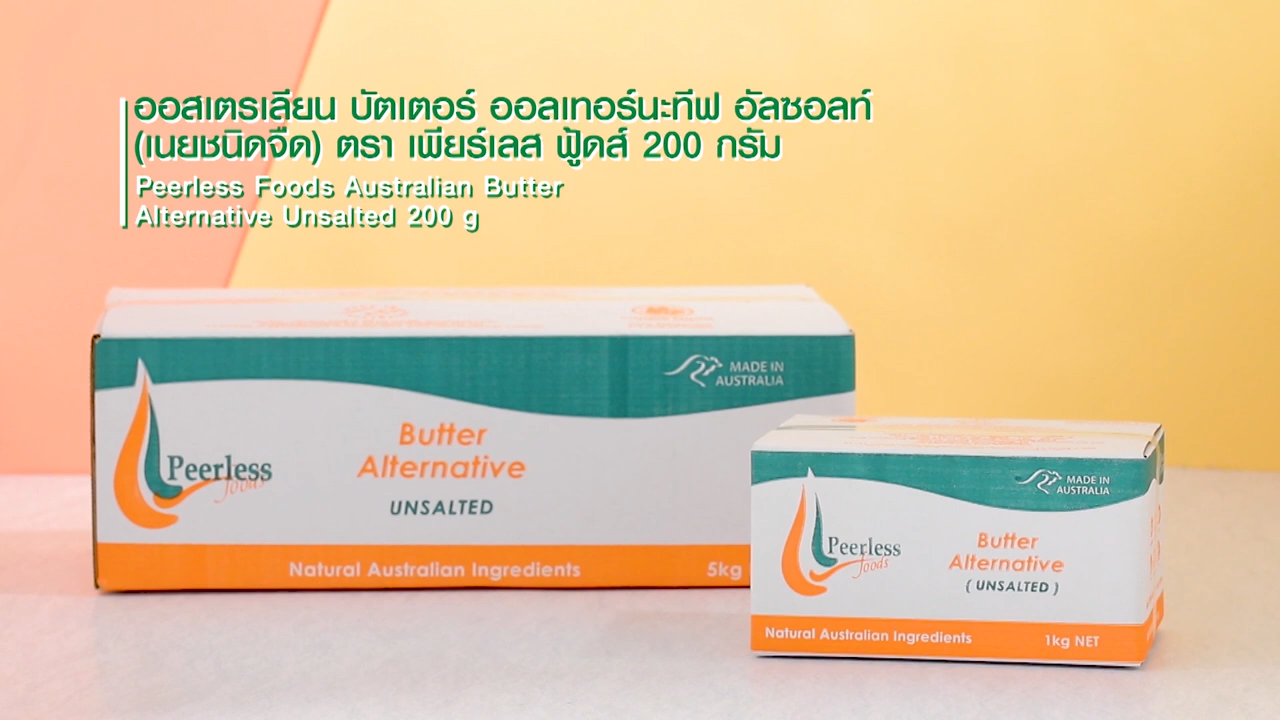 ออสเตรเลียน บัตเตอร์ ออลเทอร์นะทีฟ อัลซอลท์
(เนยชนิดจืด) ตรา เพียร์เลส ฟู้ดส์ 200 กรัม
Peerless Foods Australian Butter
Alternative Unsalted 200 g
MADE IN
AUSTRALIA
Butter
Alternative
UNSALTED
Peerless
foods
Natural Australian Ingredients
5kg
MADE IN
AUSTRALIA
Peerless
foods
Butter
Alternative
( UNSALTED )
Natural Australian Ingredients
1kg NET